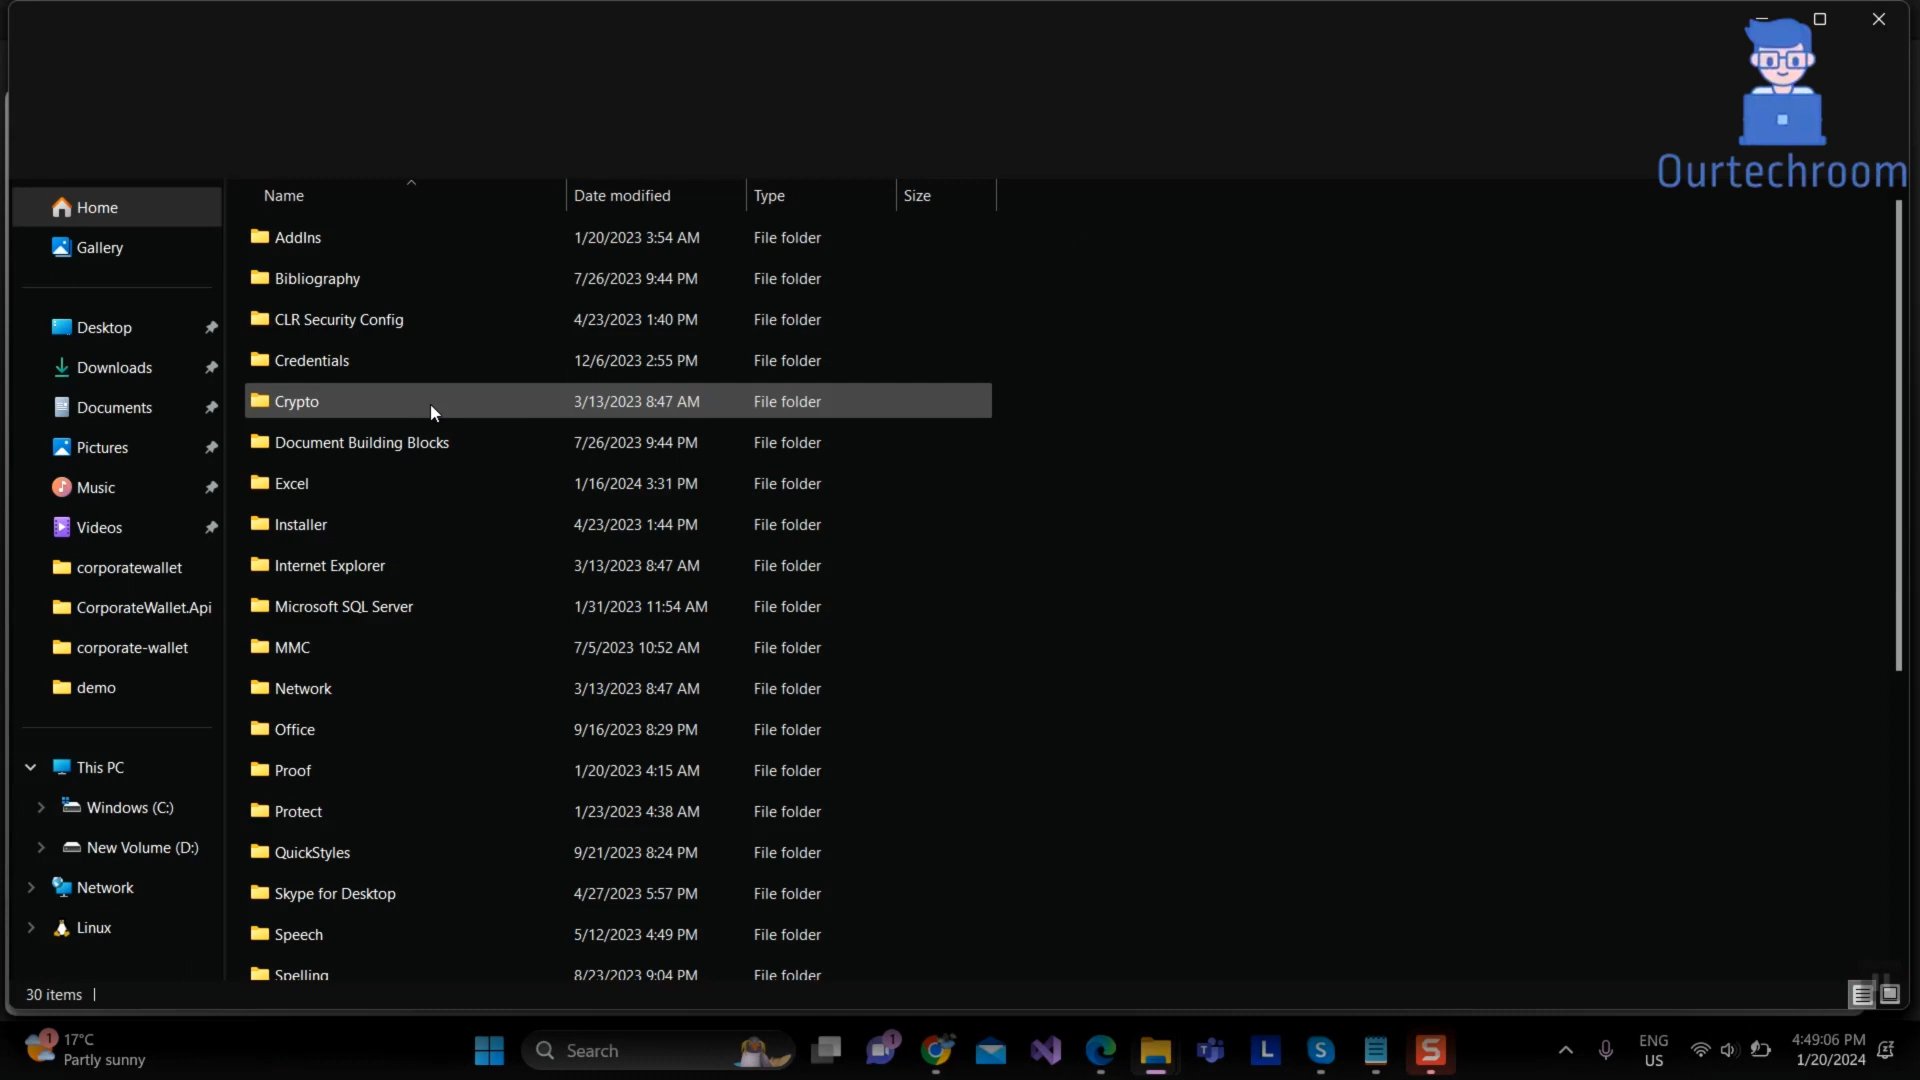 Ourtechroom
Name Date modified Type Size
Home
Gallery
Desktop
Downloads
Documents
Pictures
Music
Videos
corporatewallet
CorporateWallet.Api
corporate-wallet
demo
This PC
Windows (C:)
New Volume (D:)
Network
Linux
AddIns 1/20/2023 3:54 AM File folder
Bibliography 7/26/2023 9:44 PM File folder
CLR Security Config 4/23/2023 1:40 PM File folder
Credentials 12/6/2023 2:55 PM File folder
Crypto 3/13/2023 8:47 AM File folder
Document Building Blocks 7/26/2023 9:44 PM File folder
Excel 1/16/2024 3:31 PM File folder
Installer 4/23/2023 1:44 PM File folder
Internet Explorer 3/13/2023 8:47 AM File folder
Microsoft SQL Server 1/31/2023 11:54 AM File folder
MMC 7/5/2023 10:52 AM File folder
Network 3/13/2023 8:47 AM File folder
Office 9/16/2023 8:29 PM File folder
Proof 1/20/2023 4:15 AM File folder
Protect 1/23/2023 4:38 AM File folder
QuickStyles 9/21/2023 8:24 PM File folder
Skype for Desktop 4/27/2023 5:57 PM File folder
Speech 5/12/2023 4:49 PM File folder
Spelling 8/23/2023 9:04 PM File folder
30 items
1
17°C
Partly sunny
Search
1
L
S
S
ENG
US
4:49:06 PM
1/20/2024